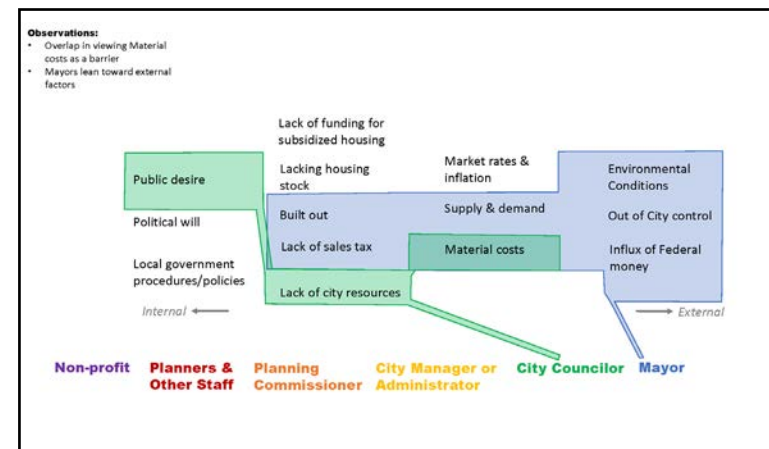 Observations:
• Overlap in viewing Material
costs as a barrier
• Mayors lean toward external
factors
Lack of funding for
subsidized housing
Public desire
Lacking housing
stock
Market rates &
inflation
Environmental
Conditions
Political will
Built out
Supply & demand
Out of City control
Local government
procedures/policies
Lack of sales tax
Material costs
Influx of Federal
money
Lack of city resources
Internal
External
Non-profit
Planners &
Other Staff
Planning
Commissioner
City Manager or
Administrator
City Councilor
Mayor